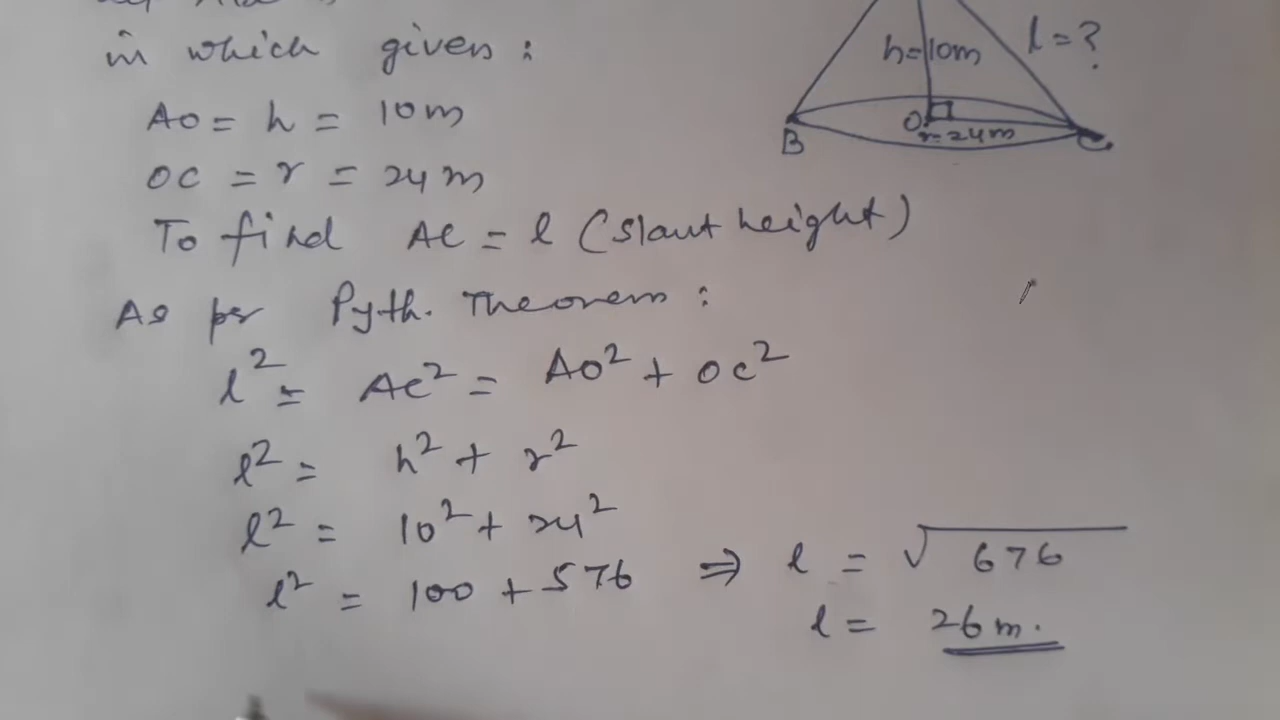 in which given :
h=10m
l=?
AO = h = 10m
O
r=24m
B
C
OC = r = 24 m
To find AC = l (Slant height)
As per Pyth. Theorem :
l² = AC² = AO² + OC²
l² = h² + r²
l² = 10² + 24²
l² = 100 + 576 ⇒ l = √676
l = 26 m.